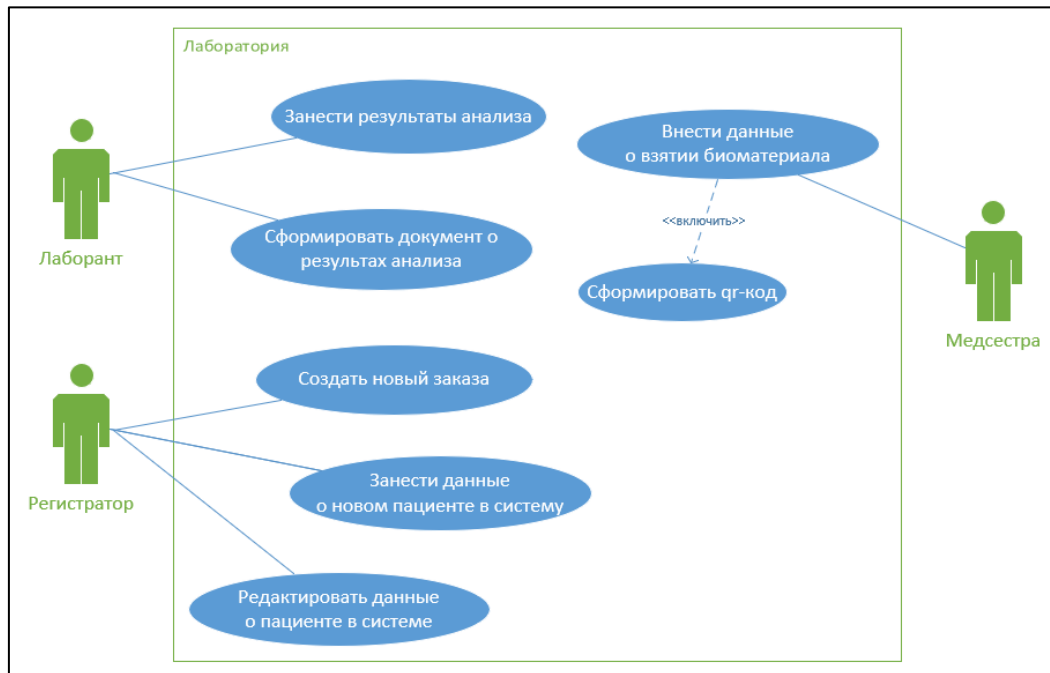 Лаборатория
Занести результаты анализа
Внести данные
о взятии биоматериала
<<включить>>
Лаборант
Сформировать документ о
результах анализа
Сформировать qr-код
Медсестра
Создать новый заказа
Регистратор
Занести данные
о новом пациенте в систему
Редактировать данные
о пациенте в системе